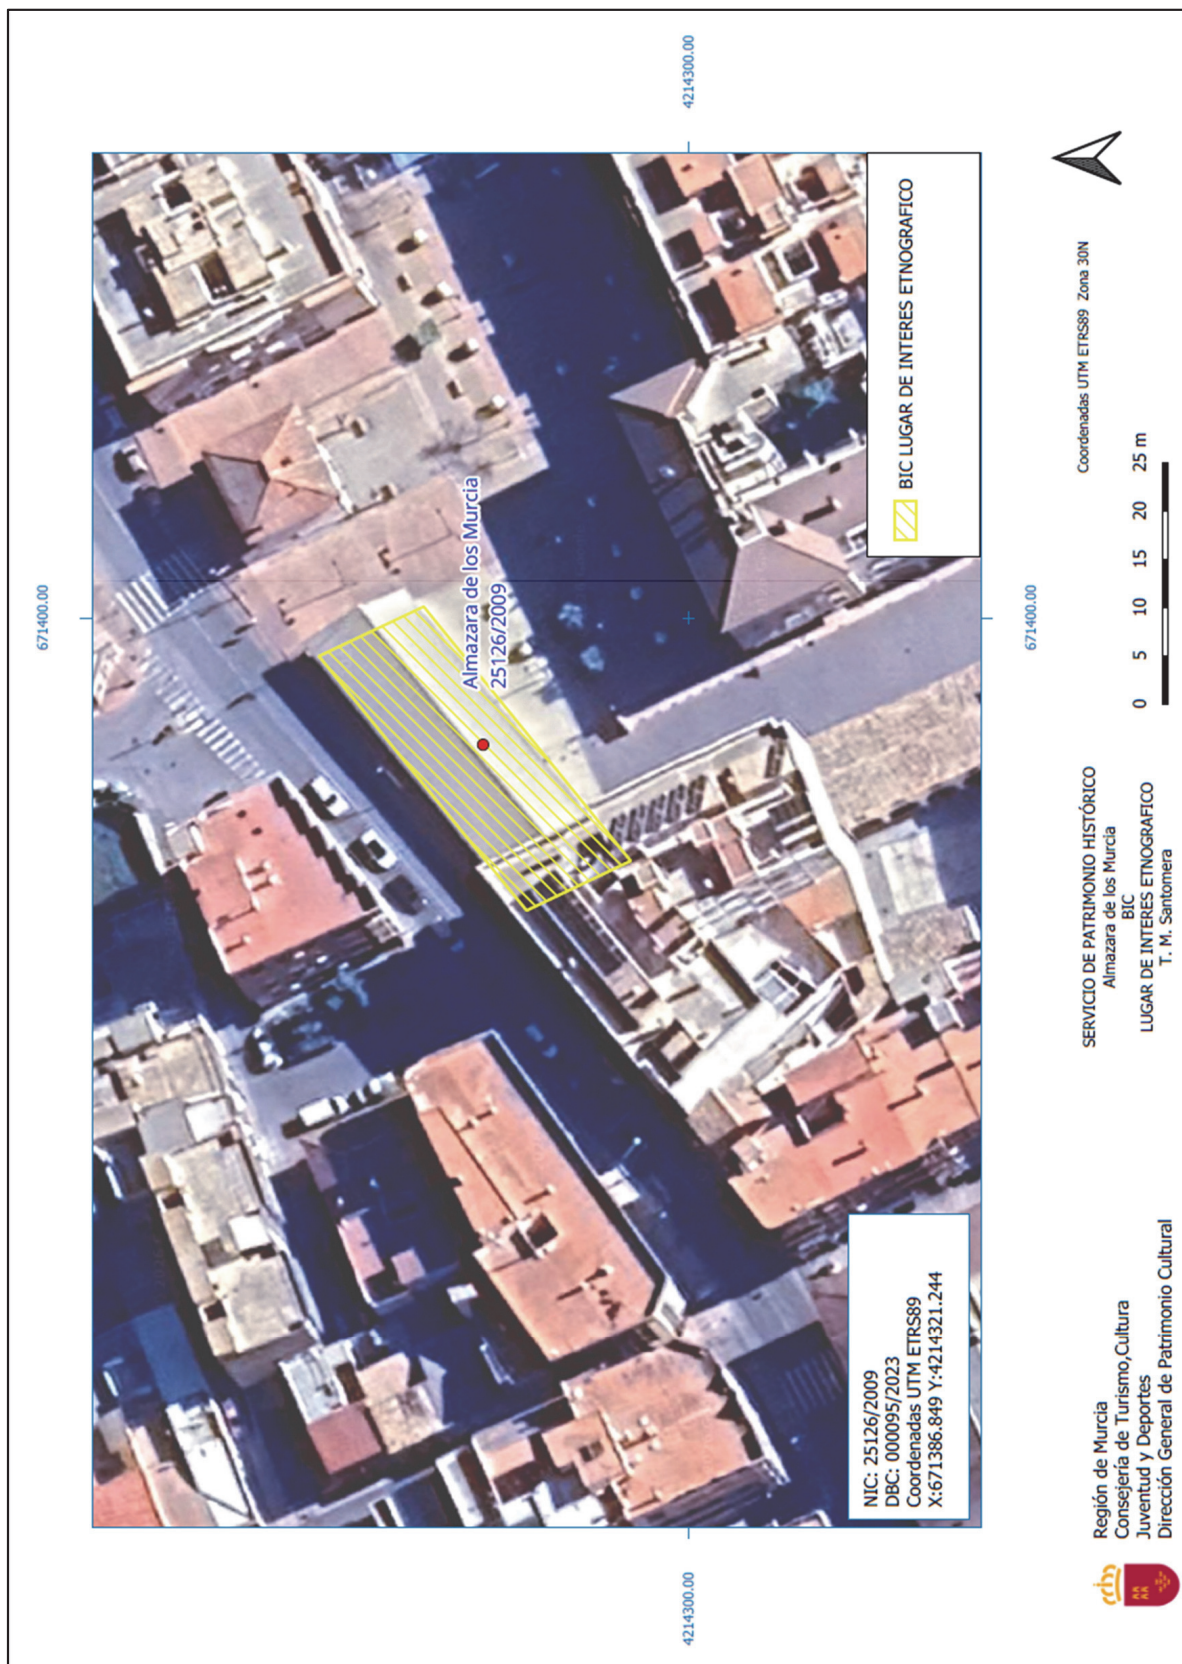 671400.00
4214300.00
4214300.00
Almazara de los Murcia
25126/2009
NIC: 25126/2009
DBC: 000095/2023
Coordenadas UTM ETRS89
X:671386.849 Y:4214321.244
BIC LUGAR DE INTERES ETNOGRAFICO
671400.00
Región de Murcia
Consejería de Turismo,Cultura
Juventud y Deportes
Dirección General de Patrimonio Cultural
SERVICIO DE PATRIMONIO HISTÓRICO
Almazara de los Murcia
BIC
LUGAR DE INTERES ETNOGRAFICO
T. M. Santomera
0 5 10 15 20 25 m
Coordenadas UTM ETRS89 Zona 30N